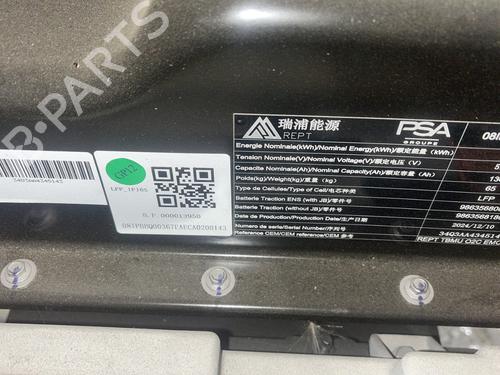 B-PARTS
GP12
LFP_1P16S
S.P. 000013950
08IPBHQ00367EAECA0200143
瑞浦能源
REPT
PSA
GROUPE
Energie Nominale(kWh)/Nominal Energy(kWh)/额定能量(kWh)
Tension Nominale(V)/Nominal Voltage(V)/额定电压(V)
Capacite Nominale(Ah)/Nominal Capacity(Ah)/额定容量(Ah)
Poids(kg)/Weight(kg)/重量(kg)
Type de Cellules/Type of Cell/电芯种类
LFP
Batterie Traction ENS (with JB)/零件号
Batterie Traction (without JB)/零件号
Date de Production/Production Date/生产日期
2024/12/10
Numero de serie/Serial Number/序列号
Reference CEM/CEM reference/参考号
REPT TBMU O2C EMC